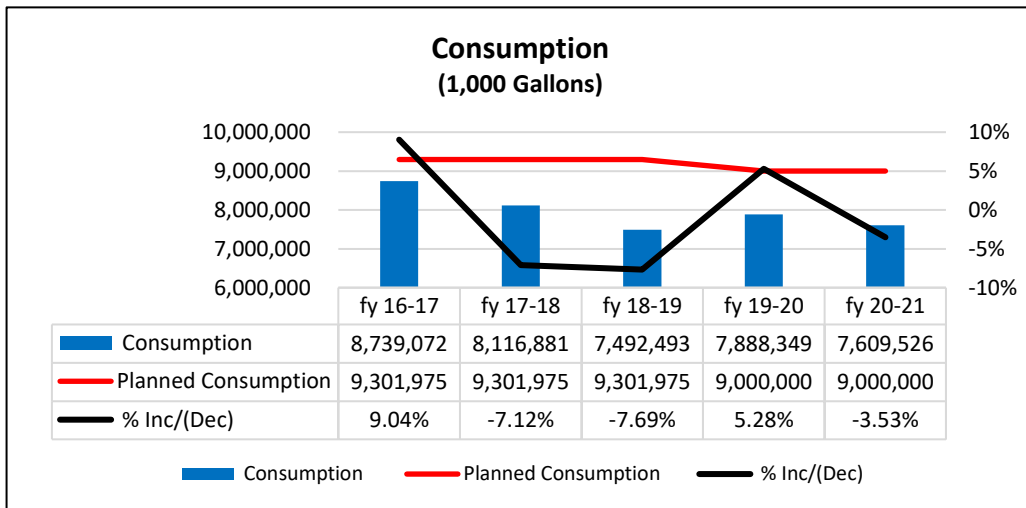 Consumption
(1,000 Gallons)
10,000,000
9,000,000
8,000,000
7,000,000
6,000,000
10%
5%
0%
-5%
-10%
fy 16-17 fy 17-18 fy 18-19 fy 19-20 fy 20-21
Consumption 8,739,072 8,116,881 7,492,493 7,888,349 7,609,526
Planned Consumption 9,301,975 9,301,975 9,301,975 9,000,000 9,000,000
% Inc/(Dec) 9.04% -7.12% -7.69% 5.28% -3.53%
Consumption Planned Consumption % Inc/(Dec)